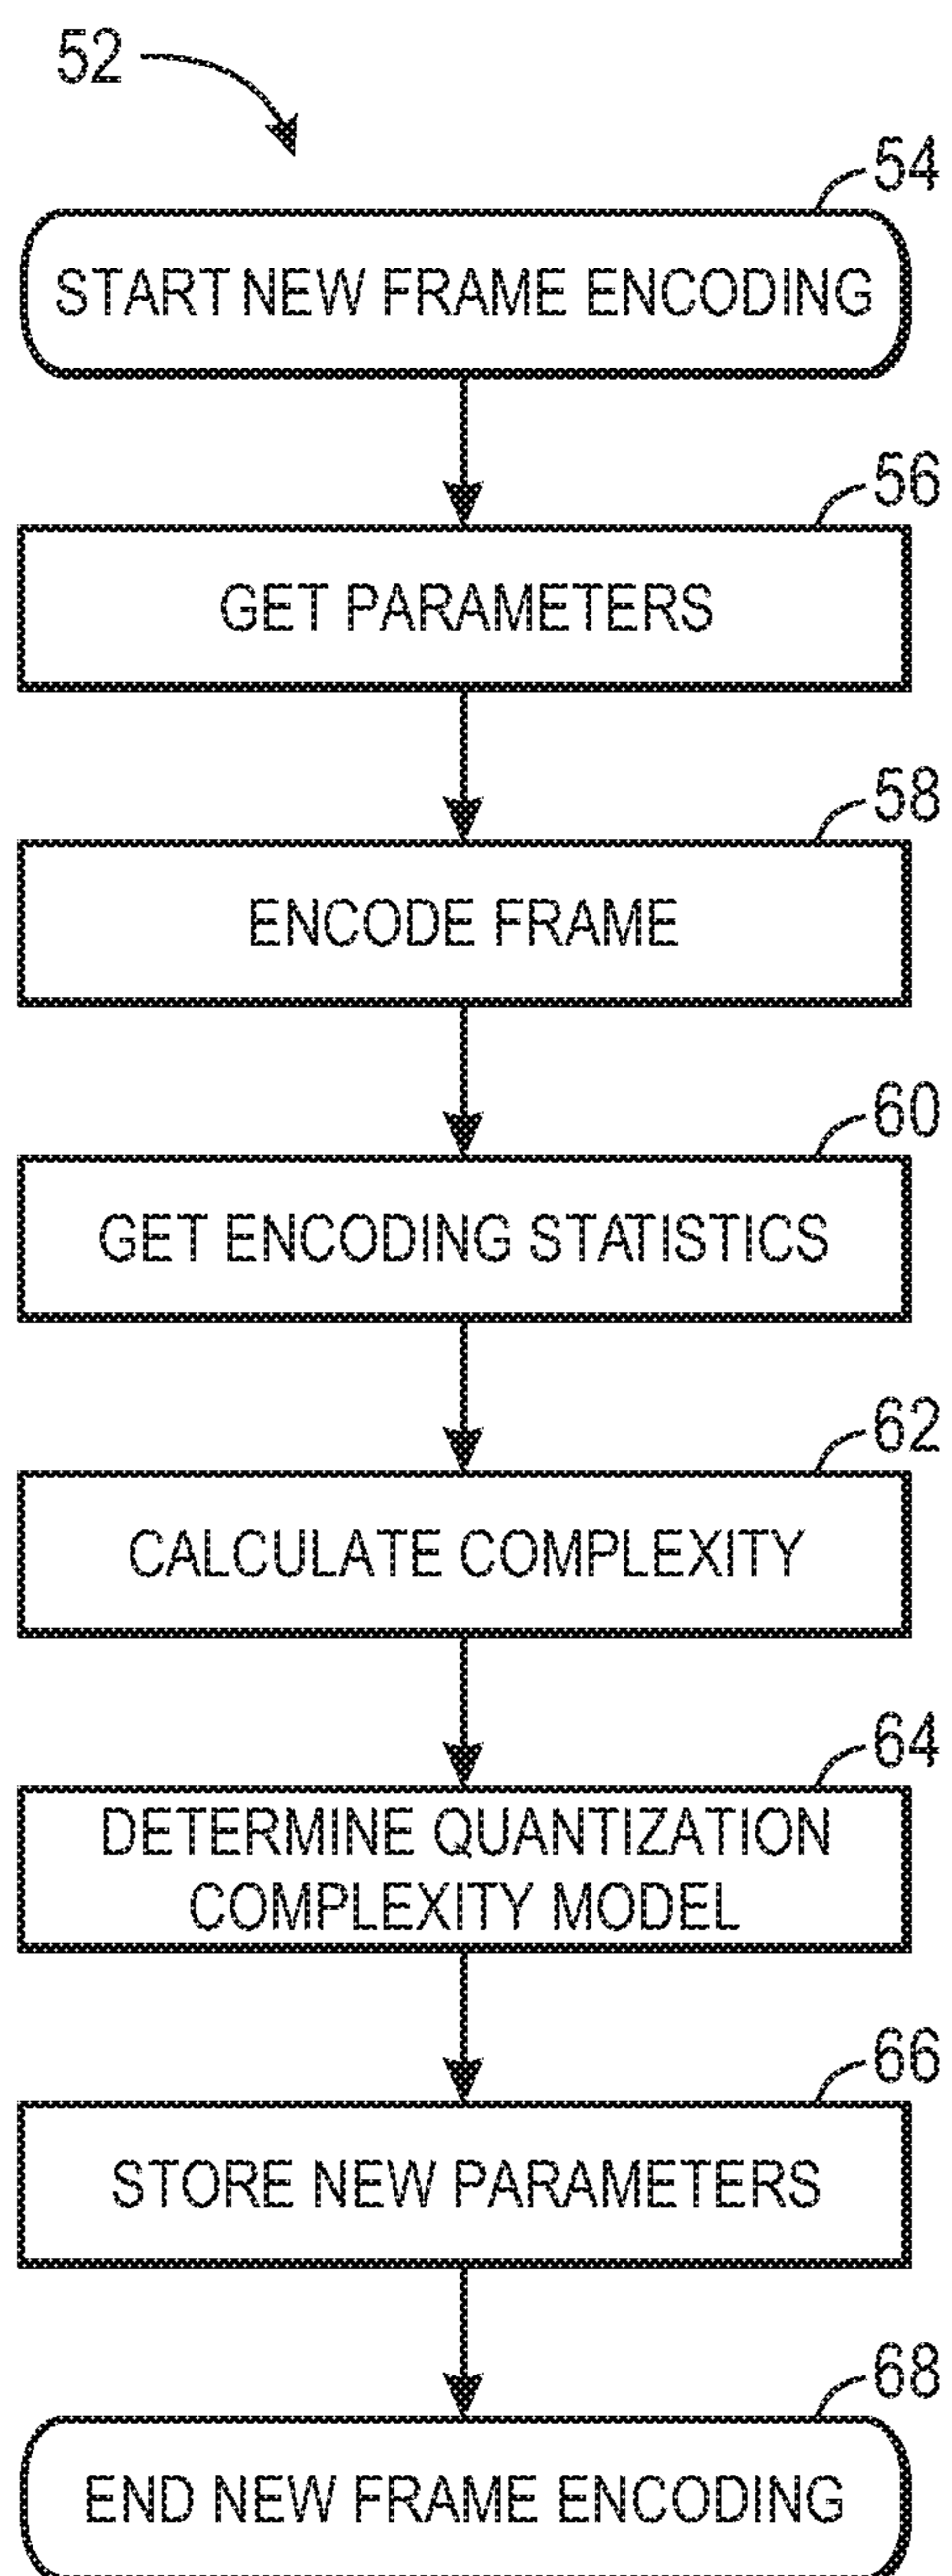 52
54
START NEW FRAME ENCODING
56
GET PARAMETERS
58
ENCODE FRAME
60
GET ENCODING STATISTICS
62
CALCULATE COMPLEXITY
64
DETERMINE QUANTIZATION
COMPLEXITY MODEL
66
STORE NEW PARAMETERS
68
END NEW FRAME ENCODING